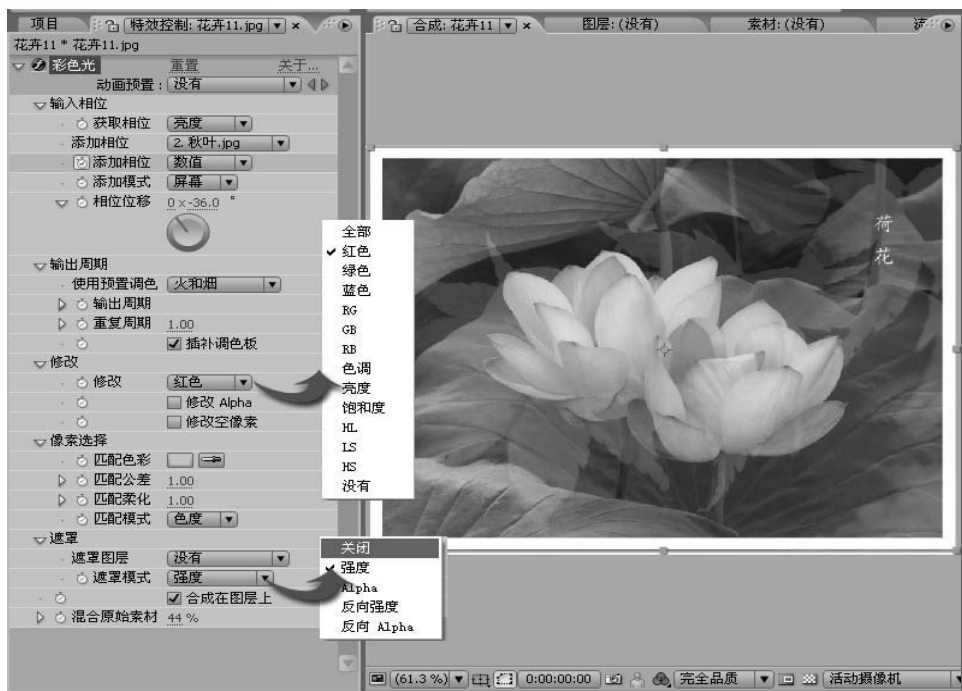 项目
特效控制: 花卉11.jpg
花卉11 * 花卉11.jpg
彩色光 重置 关于...
动画预置: 没有
输入相位
获取相位 亮度
添加相位 2. 秋叶.jpg
添加相位 数值
添加模式 屏幕
相位位移 0 x -36.0 °
输出周期
使用预置调色 火和烟
输出周期
重复周期 1.00
插补调色板
修改
修改 红色
修改 Alpha
修改空像素
像素选择
匹配色彩
匹配公差 1.00
匹配柔化 1.00
匹配模式 色度
遮罩
遮罩图层 没有
遮罩模式 强度
合成在图层上
混合原始素材 44 %
全部
红色
绿色
蓝色
RG
GB
RB
色调
亮度
饱和度
HL
LS
HS
没有
关闭
强度
Alpha
反向强度
反向 Alpha
合成: 花卉11
图层: (没有)
素材: (没有)
荷花
(61.3 %)
0:00:00:00
完全品质
活动摄像机